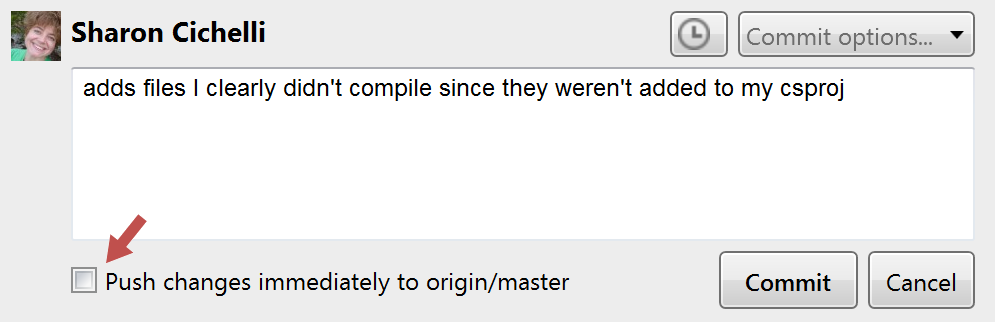 Sharon Cichelli
Commit options...
adds files I clearly didn't compile since they weren't added to my csproj
Push changes immediately to origin/master
Commit
Cancel